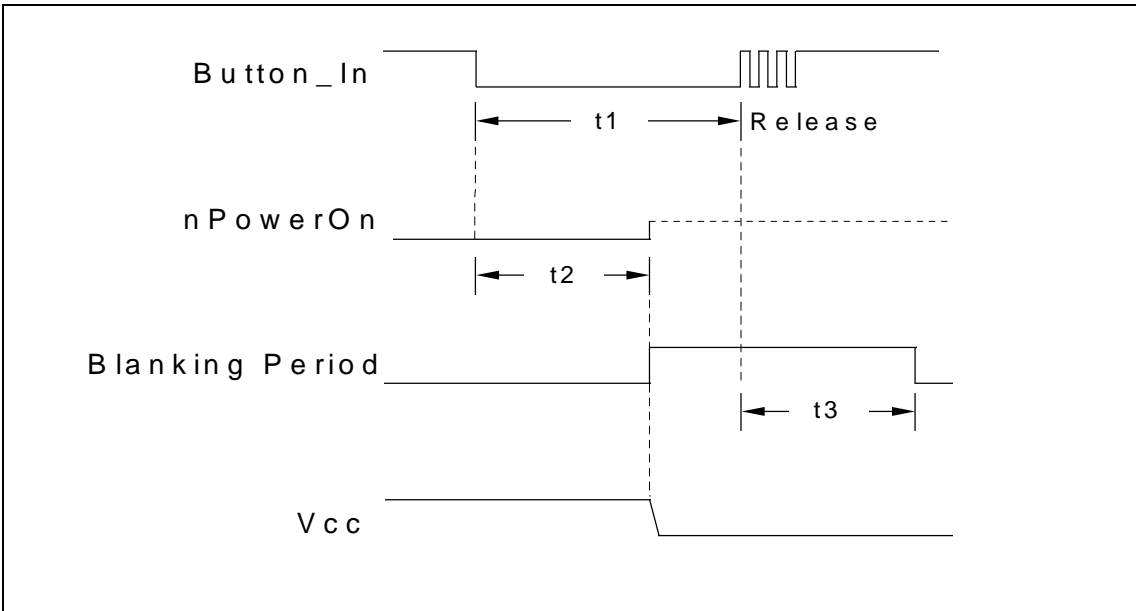 Button_In
t1
Release
nPowerOn
t2
Blanking Period
t3
Vcc